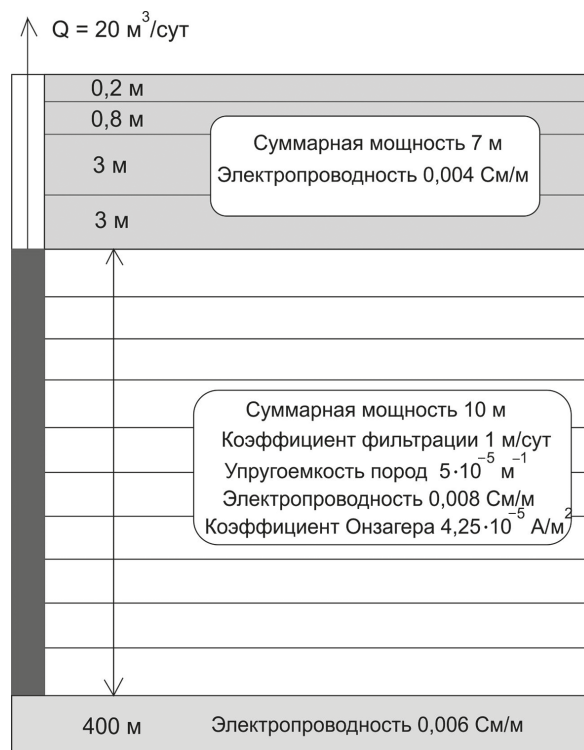 Q = 20 м³/сут
0,2 м
0,8 м
3 м
3 м
Суммарная мощность 7 м
Электропроводность 0,004 См/м
Суммарная мощность 10 м
Коэффициент фильтрации 1 м/сут
Упругоемкость пород 5·10⁻⁵ м⁻¹
Электропроводность 0,008 См/м
Коэффициент Онзагера 4,25·10⁻⁵ А/м²
400 м Электропроводность 0,006 См/м